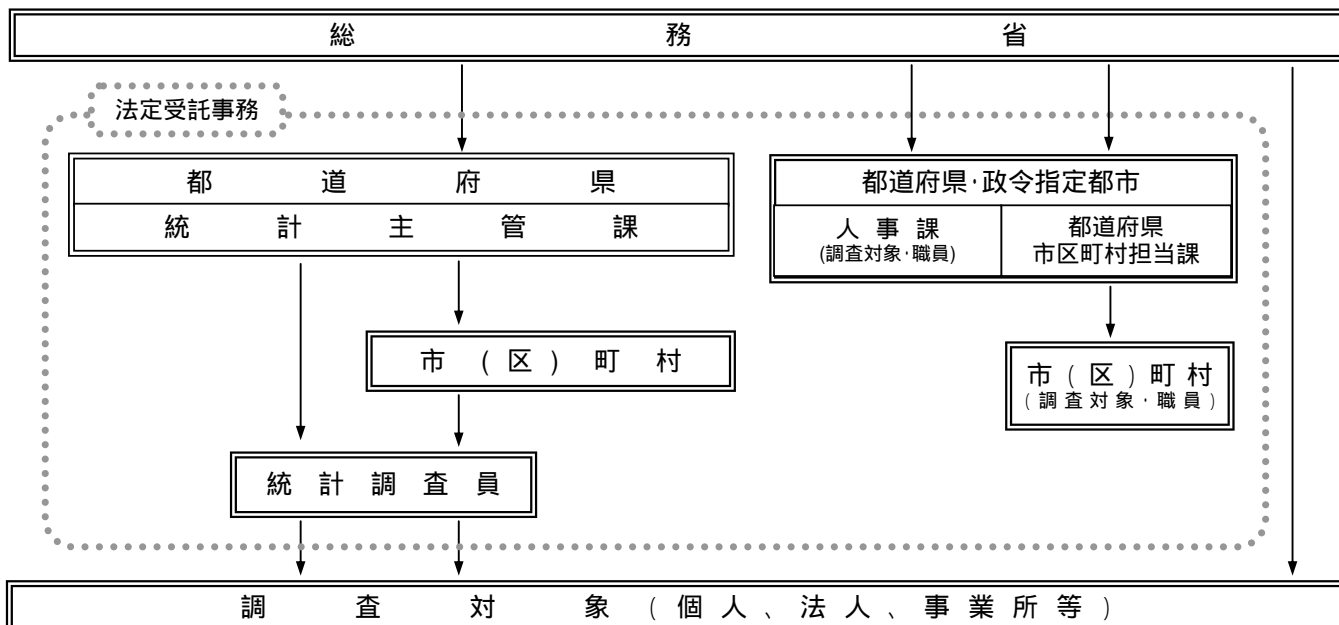 総務省
法定受託事務
都道府県
統計主管課
都道府県･政令指定都市
人事課
(調査対象･職員)
都道府県
市区町村担当課
市(区)町村
市(区)町村
(調査対象･職員)
統計調査員
調査対象(個人、法人、事業所等)